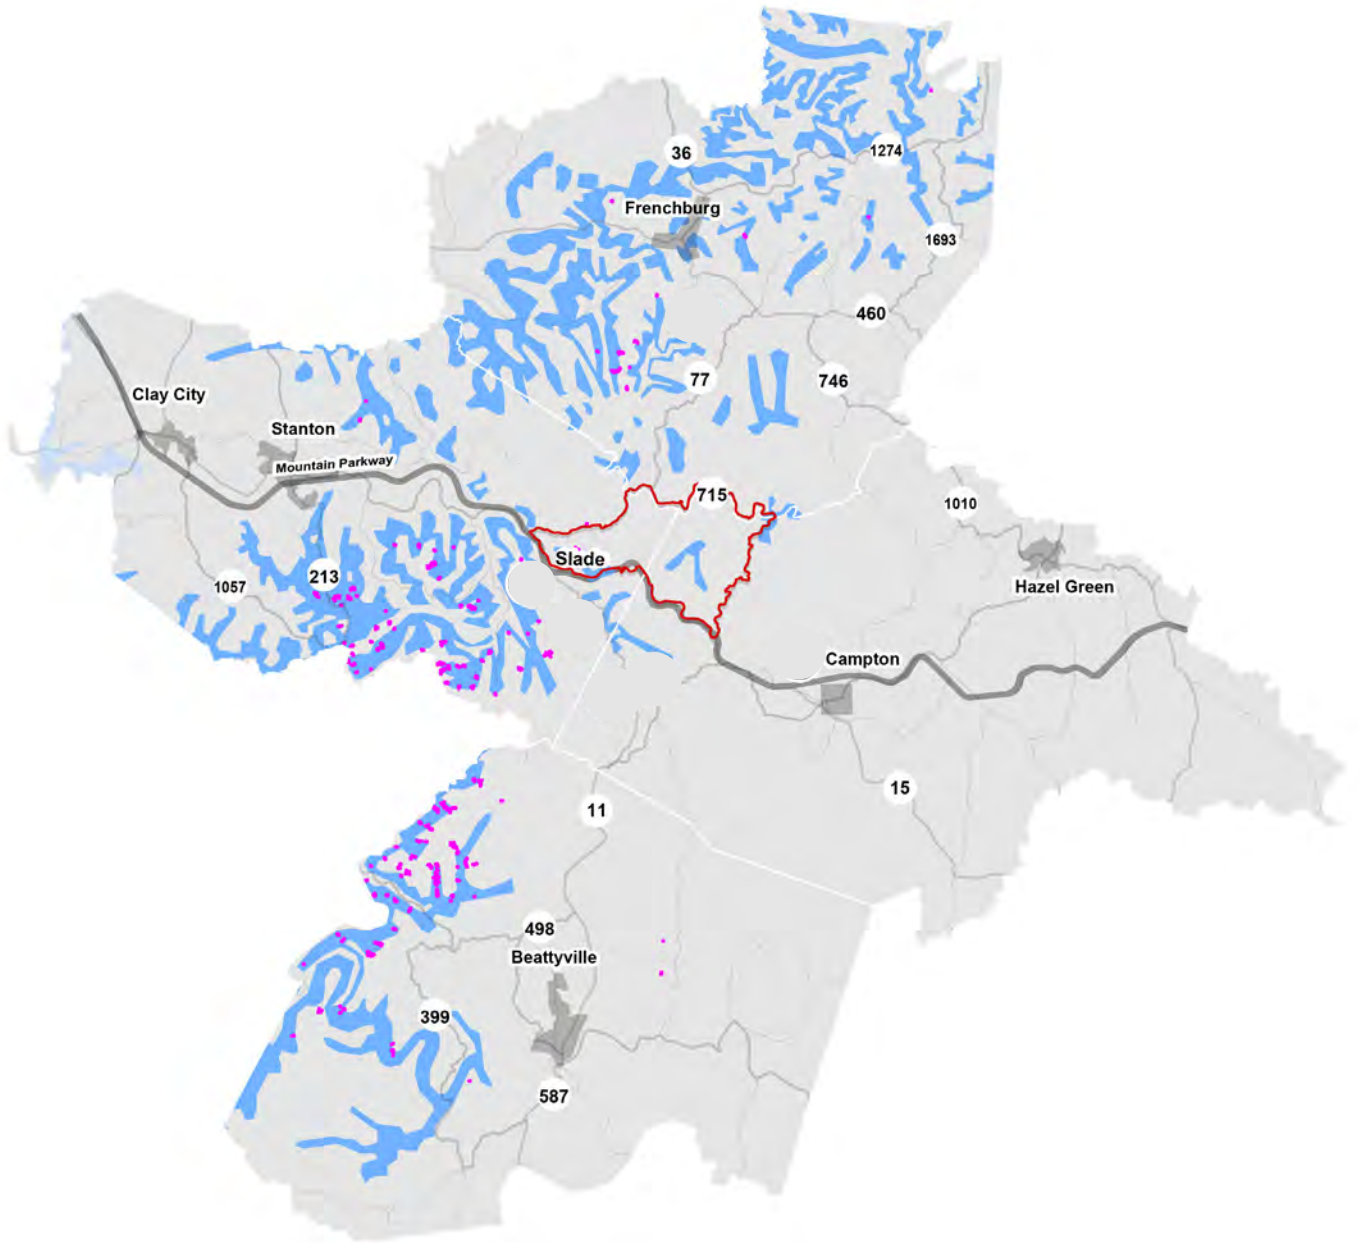 36
1274
Frenchburg
1693
460
77
746
Clay City
Stanton
Mountain Parkway
715
1010
Slade
213
1057
Hazel Green
Campton
15
11
498
Beattyville
399
587